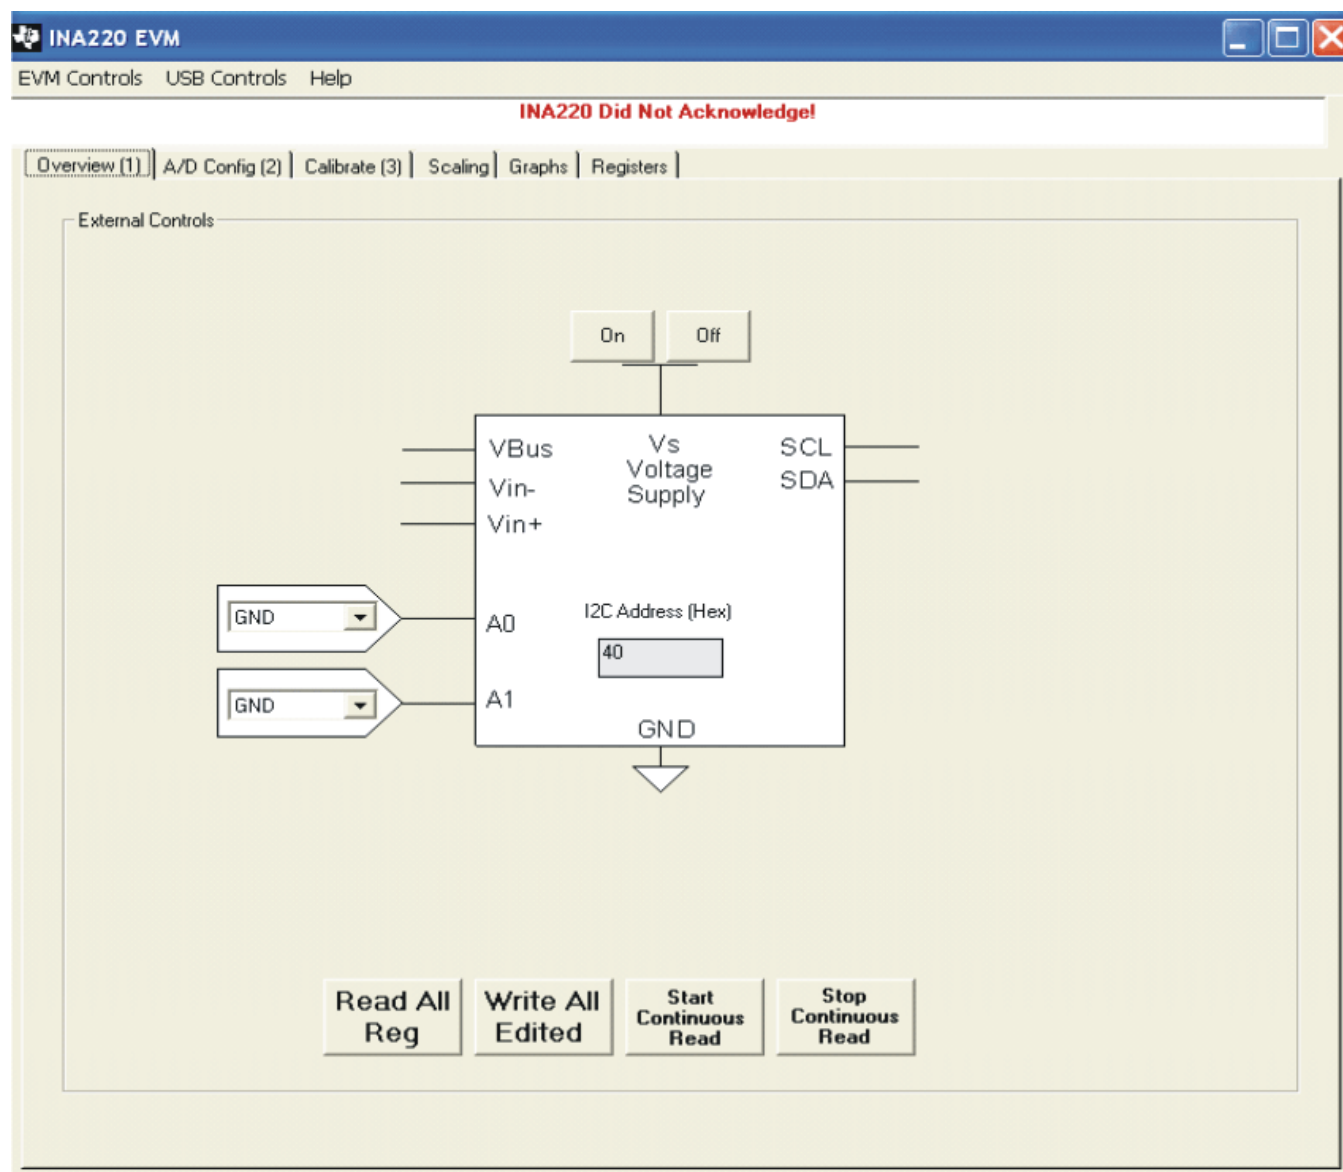 INA220 EVM
EVM Controls USB Controls Help
INA220 Did Not Acknowledge!
Overview (1) A/D Config (2) Calibrate (3) Scaling Graphs Registers
External Controls
On Off
VBus
Vin-
Vin+
Vs
Voltage
Supply
SCL
SDA
GND
A0
I2C Address (Hex)
40
GND
A1
GND
Read All
Reg
Write All
Edited
Start
Continuous
Read
Stop
Continuous
Read